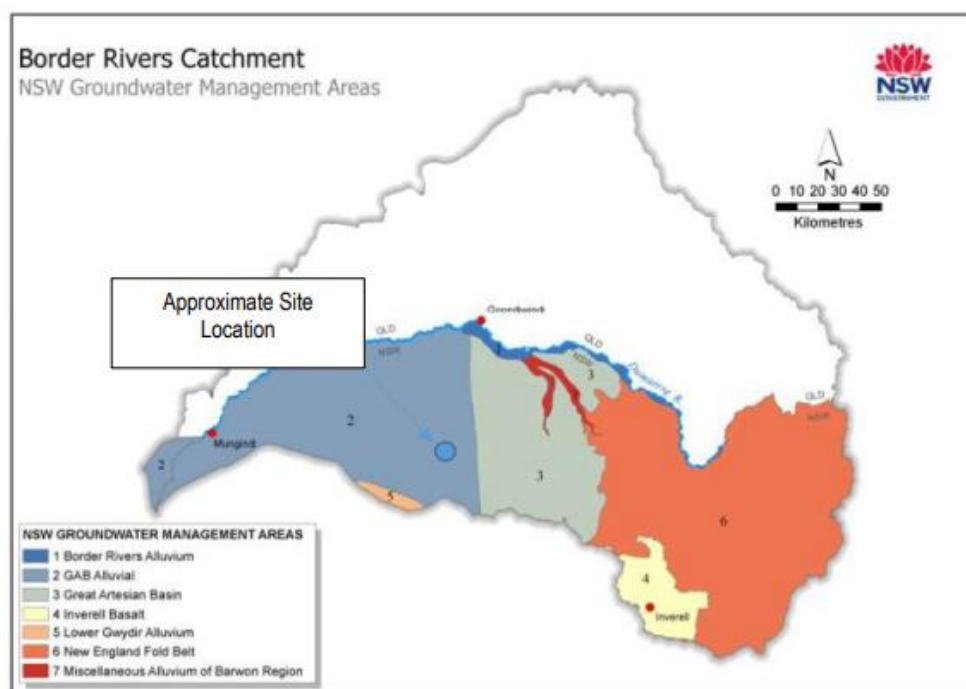 Border Rivers Catchment
NSW Groundwater Management Areas
NSW
GOVERNMENT
N
0 10 20 30 40 50
Kilometres
Approximate Site
Location
QLD
NSW
1
QLD
NSW
3
Dumaresq R.
QLD
NSW
2
Mungindi
2
3
5
6
4
Inverell
NSW GROUNDWATER MANAGEMENT AREAS
1 Border Rivers Alluvium
2 GAB Alluvial
3 Great Artesian Basin
4 Inverell Basalt
5 Lower Gwydir Alluvium
6 New England Fold Belt
7 Miscellaneous Alluvium of Barwon Region